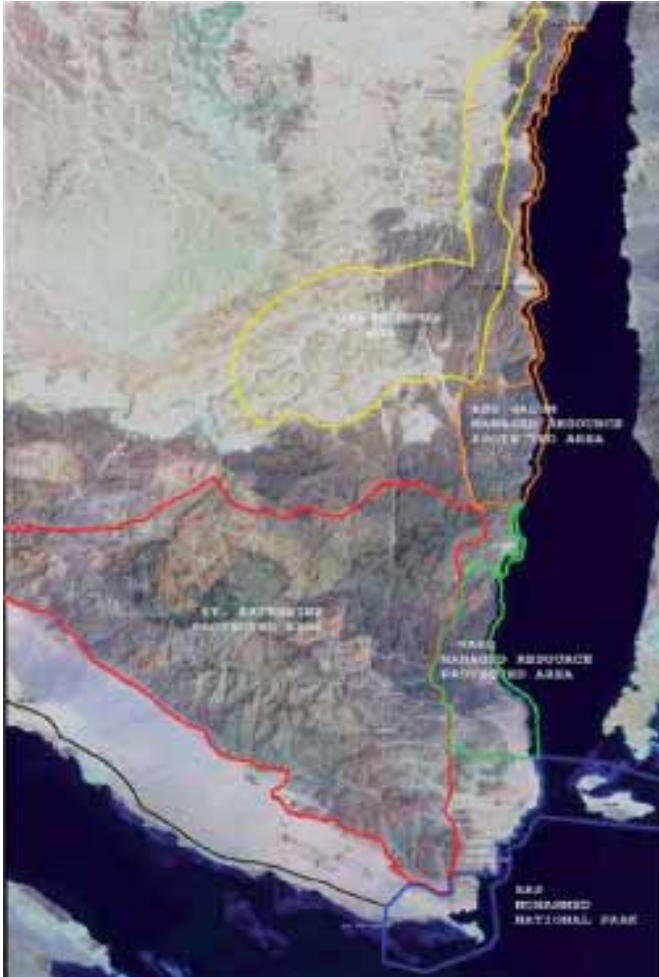 ABU GALUM
MANAGED RESOURCE
PROTECTED AREA
ST. KATHERINE
PROTECTED AREA
NABQ
MANAGED RESOURCE
PROTECTED AREA
RAS
MOHAMMED
NATIONAL PARK